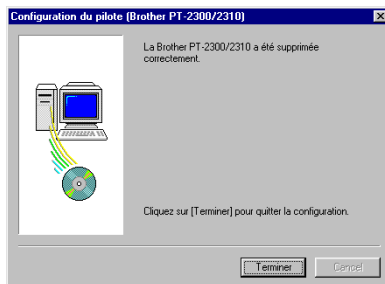 Configuration du pilote (Brother PT-2300/2310)
La Brother PT-2300/2310 a été supprimée
correctement.
Cliquez sur [Terminer] pour quitter la configuration.
Terminer
Cancel